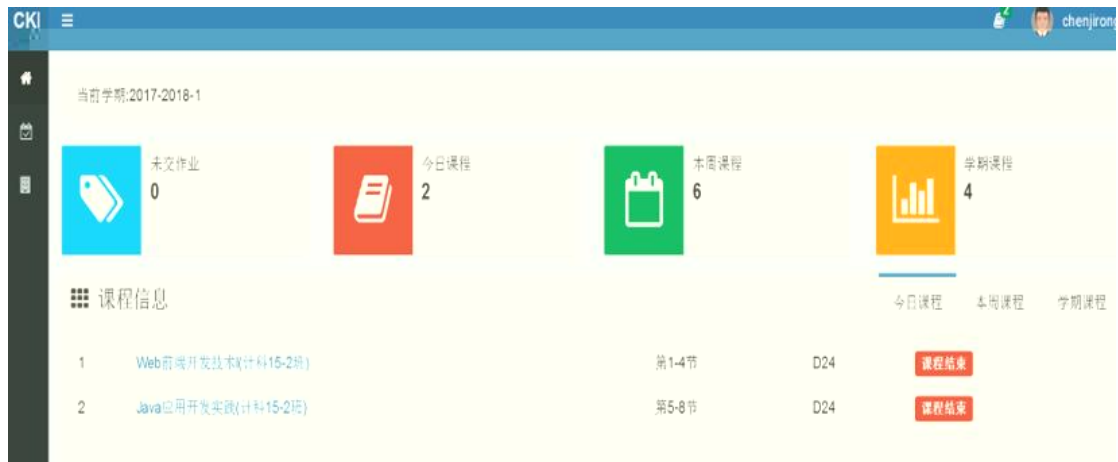 CKI
2
chenjirong
当前学期:2017-2018-1
未交作业
0
今日课程
2
本周课程
6
学期课程
4
课程信息
今日课程 本周课程 学期课程
1 Web前端开发技术I(计科15-2班) 第1-4节 D24 课程结束
2 Java应用开发实践(计科15-2班) 第5-8节 D24 课程结束